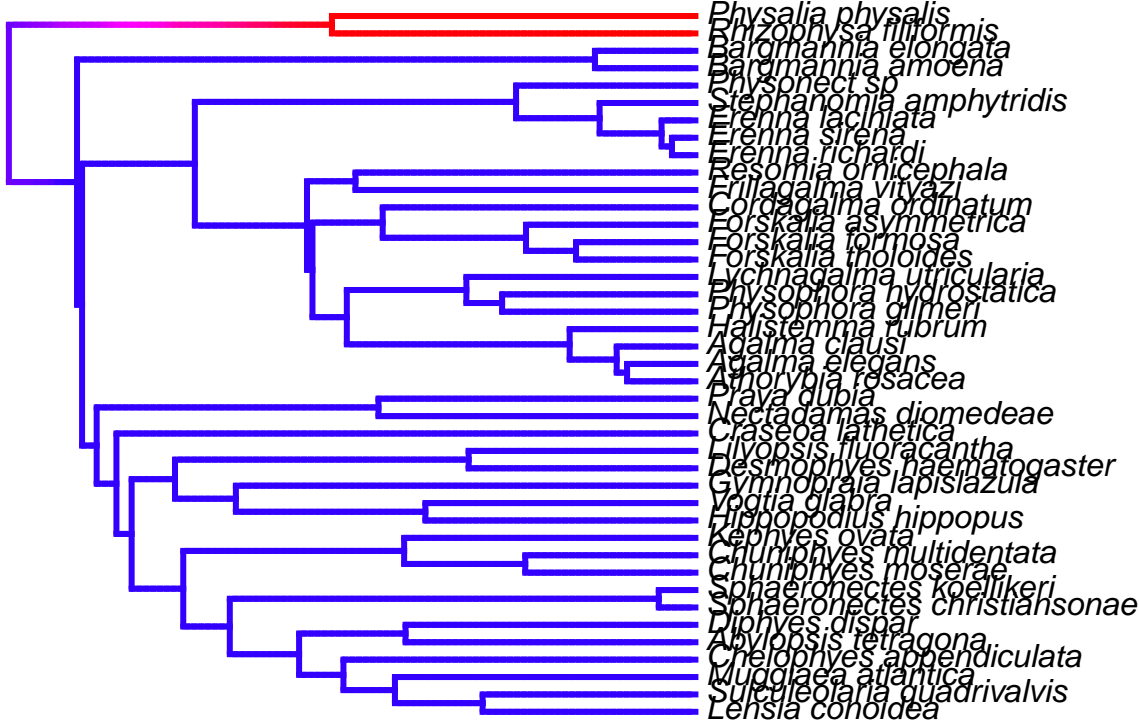 Physalia physalis
Rhizophysa filiformis
Bargmannia elongata
Bargmannia amoena
Physonect sp
Stephanomia amphytridis
Erenna laciniata
Erenna sirena
Erenna richardi
Resomia ornicephala
Frillagalma vityazi
Cordagalma ordinatum
Forskalia asymmetrica
Forskalia formosa
Forskalia tholoides
Lychnagalma utricularia
Physophora hydrostatica
Physophora gilmeri
Halistemma rubrum
Agalma clausi
Agalma elegans
Athorybia rosacea
Praya dubia
Nectadamas diomedeae
Craseoa lathetica
Lilyopsis fluoracantha
Desmophyes haematogaster
Gymnopraia lapislazula
Vogtia glabra
Hippopodius hippopus
Kephyes ovata
Chuniphyes multidentata
Chuniphyes moserae
Sphaeronectes koellikeri
Sphaeronectes christiansonae
Diphyes dispar
Abylopsis tetragona
Chelophyes appendiculata
Muggiaea atlantica
Sulculeolaria quadrivalvis
Lensia conoidea